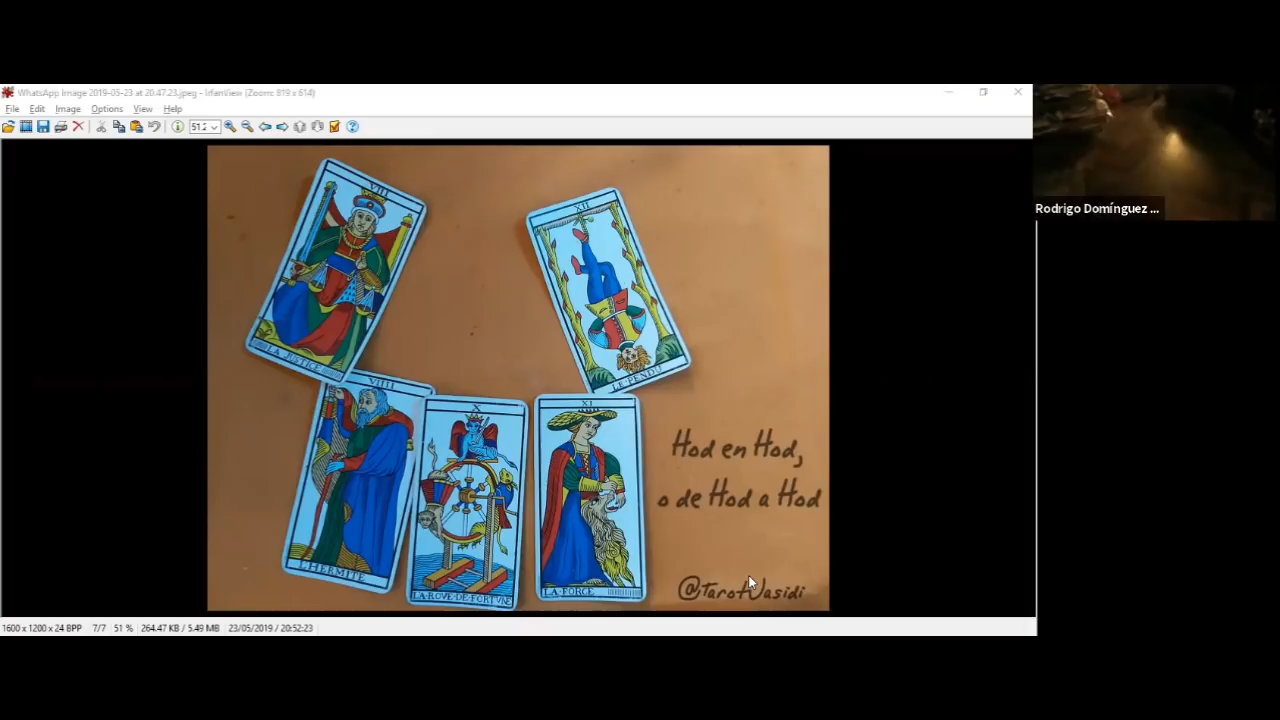 WhatsApp Image 2019-05-23 at 20.47.23.jpeg - IrfanView (Zoom: 819 x 614)
File Edit Image Options View Help
51.2
Rodrigo Domínguez ...
VIII
LA JUSTICE
XII
LE PENDU
VIIII
L'HERMITE
X
LA ROVE DE FORTVNE
XI
LA FORCE
Hod en Hod,
o de Hod a Hod
@TarotJasidi
1600 x 1200 x 24 BPP 7/7 51 % 264.47 KB / 5.49 MB 23/05/2019 / 20:52:23